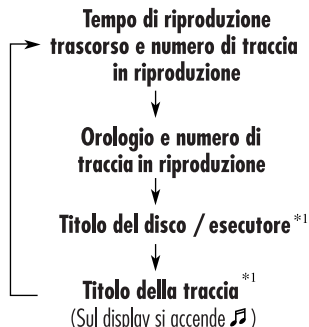 Tempo di riproduzione
trascorso e numero di traccia
in riproduzione
Orologio e numero di
traccia in riproduzione
Titolo del disco / esecutore *1
Titolo della traccia *1
(Sul display si accende ♫)